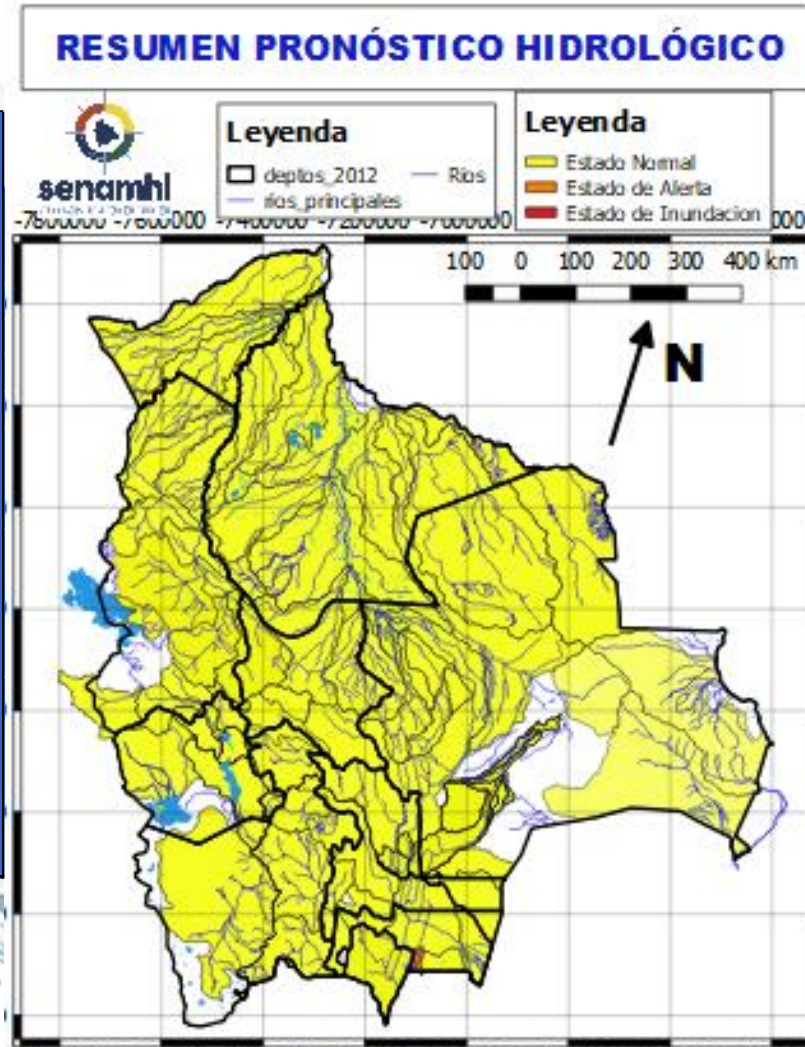 RESUMEN PRONÓSTICO HIDROLÓGICO
senamhi
Leyenda
deptos_2012
Rios
rios_principales
Leyenda
Estado Normal
Estado de Alerta
Estado de Inundacion
-7600000 -7400000 -7200000 -7000000
100 0 100 200 300 400 km
N